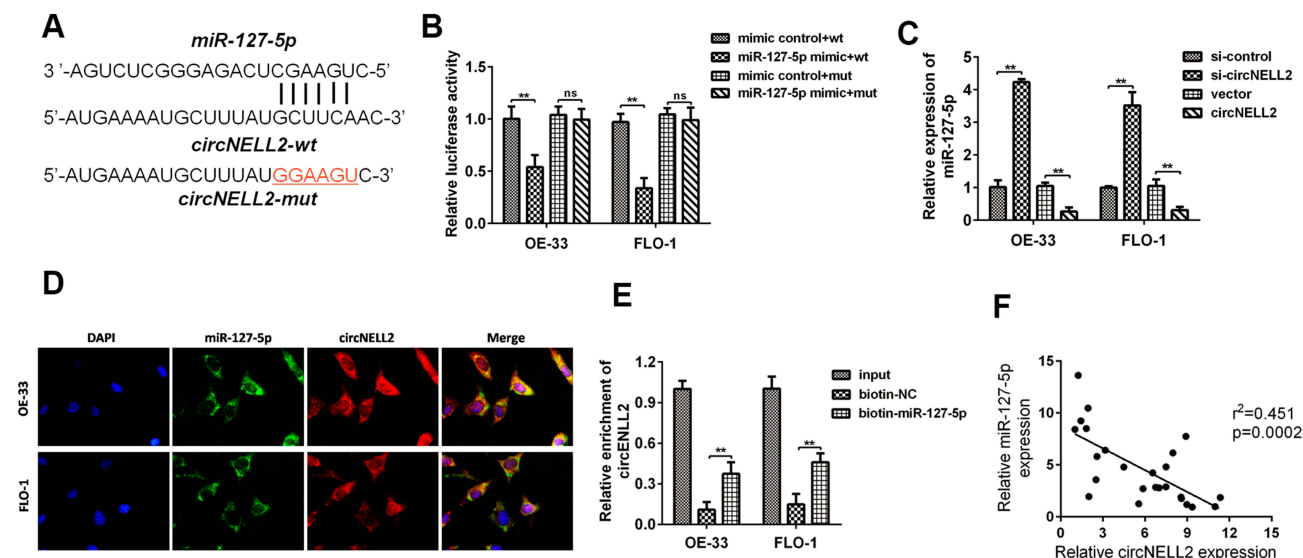 A
miR-127-5p
3 '-AGUCUCGGGAGACUCGAAGUC-5'
5'-AUGAAAAUGCUUUAUGCUUCAAC-3'
circNELL2-wt
5'-AUGAAAAUGCUUUAUGGAAGUC-3'
circNELL2-mut
B
mimic control+wt
miR-127-5p mimic+wt
mimic control+mut
miR-127-5p mimic+mut
Relative luciferase activity
1.5
1.0
0.5
0.0
**
ns
**
ns
OE-33
FLO-1
C
si-control
si-circNELL2
vector
circNELL2
Relative expression of
miR-127-5p
5
4
3
2
1
0
**
**
**
**
OE-33
FLO-1
D
DAPI
miR-127-5p
circNELL2
Merge
OE-33
FLO-1
E
Relative enrichment of
circENLL2
1.2
0.9
0.6
0.3
0.0
**
**
input
biotin-NC
biotin-miR-127-5p
OE-33
FLO-1
F
Relative miR-127-5p
expression
15
10
5
0
r²=0.451
p=0.0002
0
3
6
9
12
15
Relative circNELL2 expression